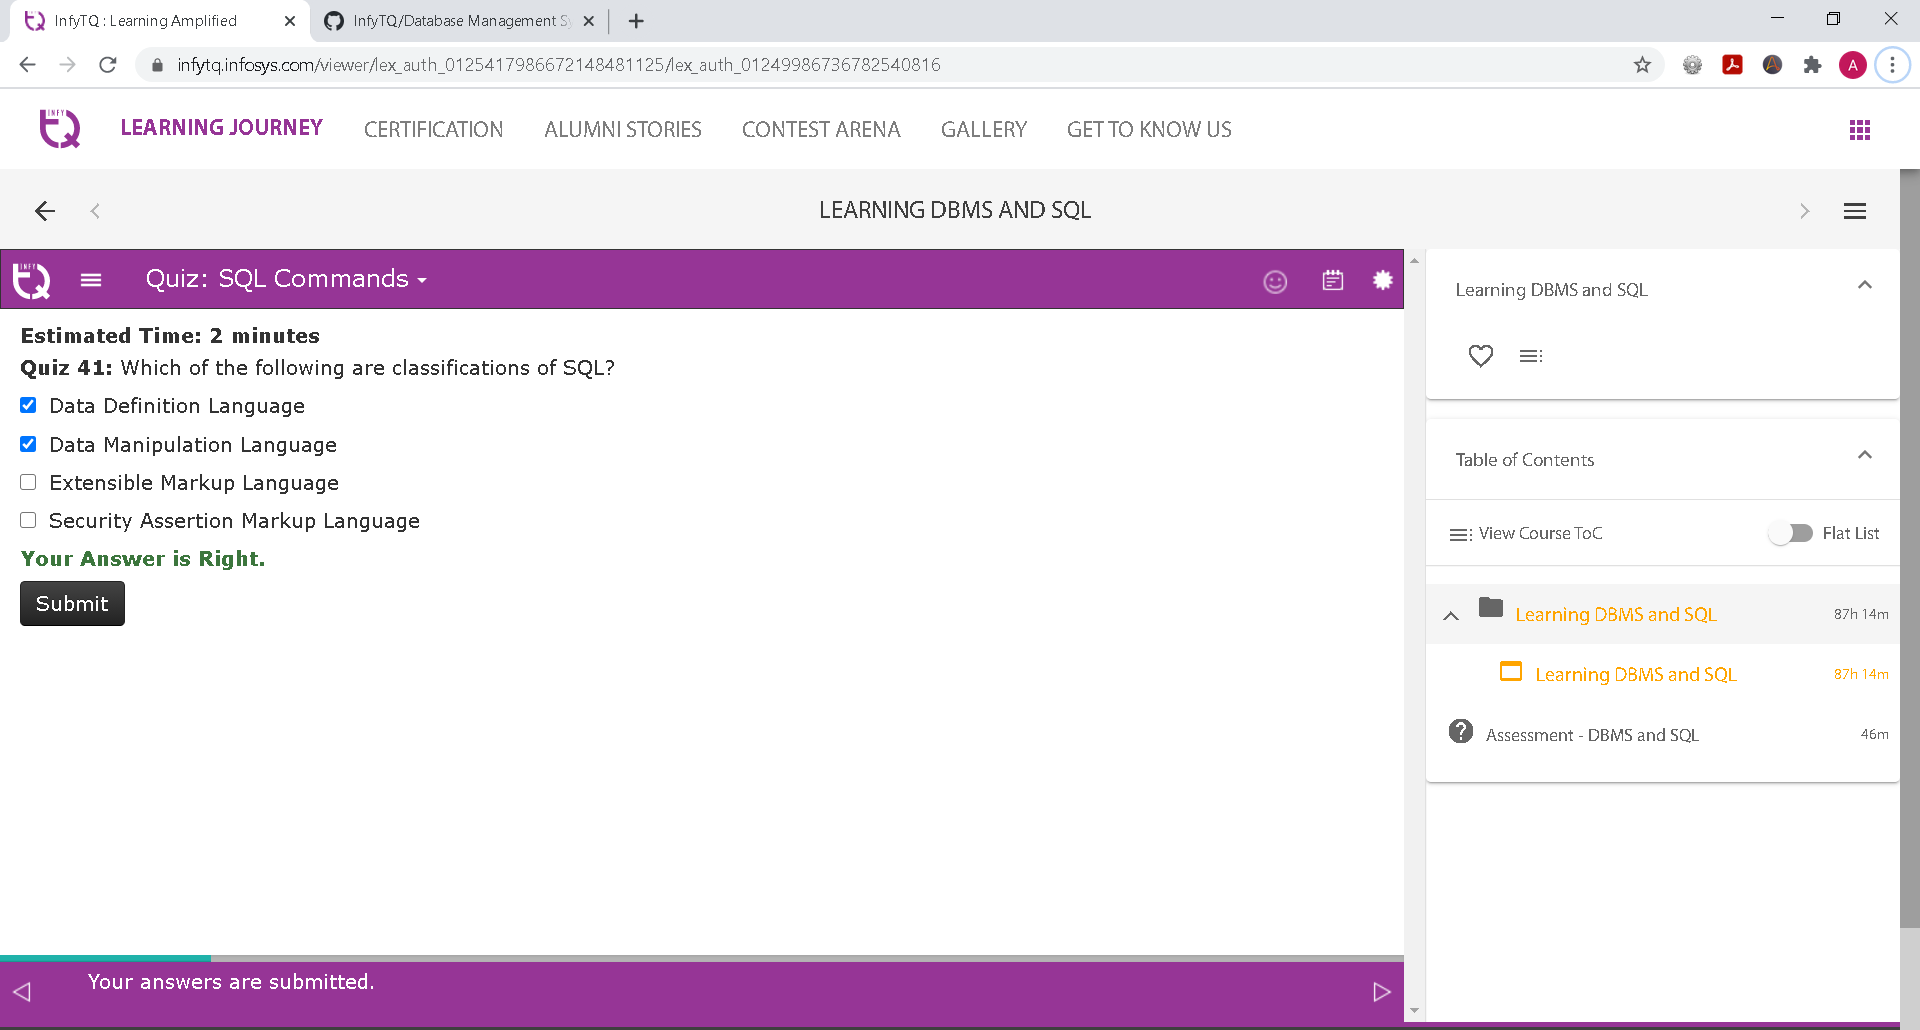 InfyTQ : Learning Amplified
InfyTQ/Database Management S
infytq.infosys.com/viewer/lex_auth_0125417986672148481125/lex_auth_01249986736782540816
A
INFY
TQ
LEARNING JOURNEY
CERTIFICATION
ALUMNI STORIES
CONTEST ARENA
GALLERY
GET TO KNOW US
LEARNING DBMS AND SQL
INFY
TQ
Quiz: SQL Commands
Estimated Time: 2 minutes
Quiz 41: Which of the following are classifications of SQL?
Data Definition Language
Data Manipulation Language
Extensible Markup Language
Security Assertion Markup Language
Your Answer is Right.
Submit
Your answers are submitted.
Learning DBMS and SQL
Table of Contents
View Course ToC
Flat List
Learning DBMS and SQL
87h 14m
Learning DBMS and SQL
87h 14m
Assessment - DBMS and SQL
46m